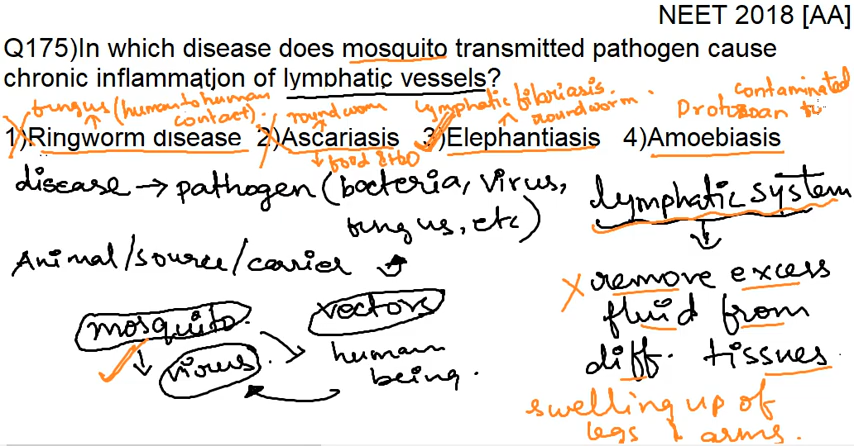 NEET 2018 [AA]
Q175)In which disease does mosquito transmitted pathogen cause
chronic inflammation of lymphatic vessels?
fungus (human to human
contact).
roundworm
lymphatic
roundworm.
contaminated
Protozoan
1)Ringworm disease 2)Ascariasis 3)Elephantiasis 4)Amoebiasis
food
disease → pathogen (bacteria, virus,
fungus, etc)
Animal/source/carrier
mosquito.
vectors
virus.
human
being.
lymphatic system
remove excess
fluid from
diff. tissues.
swelling up of
legs & arms.